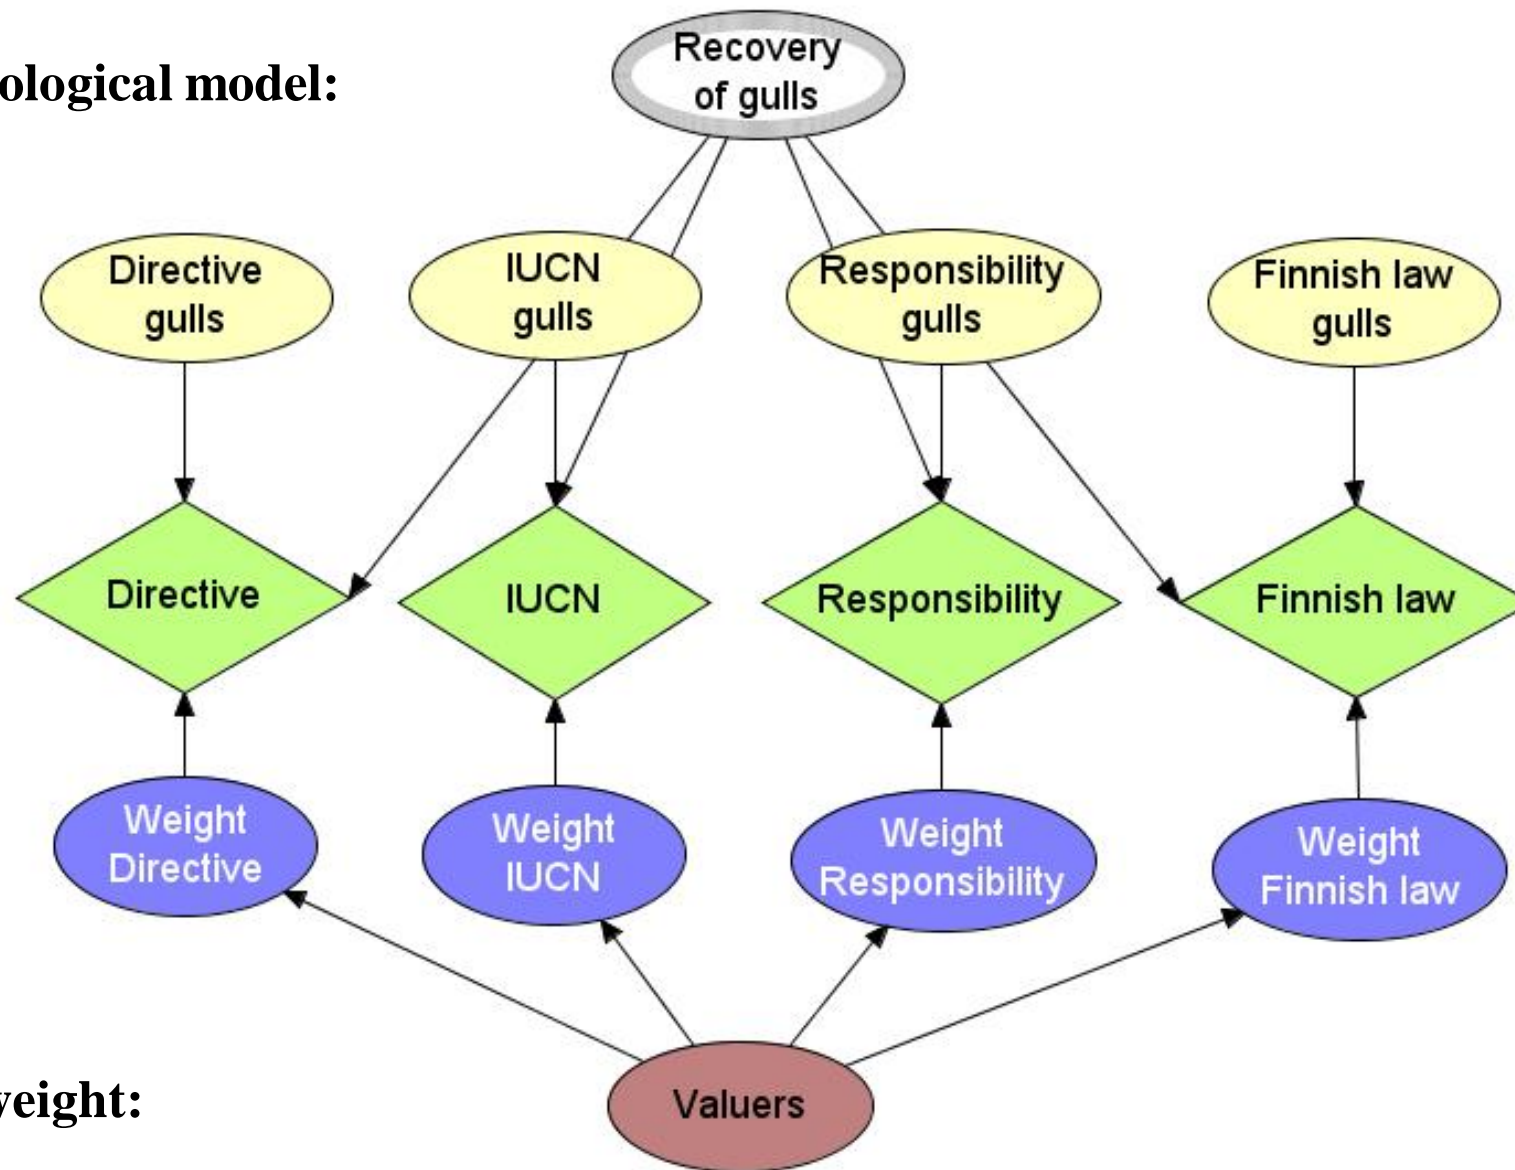 ological model:
Recovery
of gulls
Directive
gulls
IUCN
gulls
Responsibility
gulls
Finnish law
gulls
Directive
IUCN
Responsibility
Finnish law
Weight
Directive
Weight
IUCN
Weight
Responsibility
Weight
Finnish law
weight:
Valuers